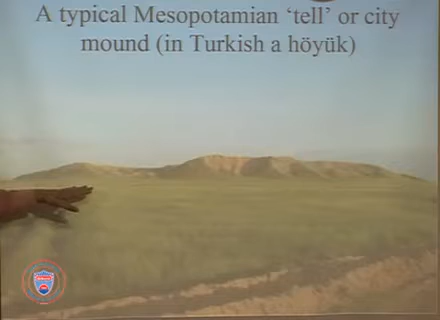 A typical Mesopotamian ‘tell’ or city
mound (in Turkish a höyük)